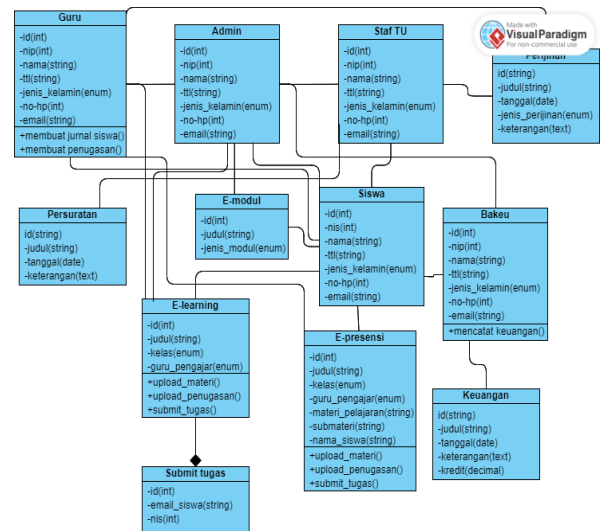 Guru
-id(int)
-nip(int)
-nama(string)
-ttl(string)
-jenis_kelamin(enum)
-no-hp(int)
-email(string)
+membuat jurnal siswa()
+membuat penugasan()
Admin
-id(int)
-nip(int)
-nama(string)
-ttl(string)
-jenis_kelamin(enum)
-no-hp(int)
-email(string)
Staf TU
-id(int)
-nip(int)
-nama(string)
-ttl(string)
-jenis_kelamin(enum)
-no-hp(int)
-email(string)
Made with
Visual Paradigm
For non-commercial use
Perijinan
id(string)
-judul(string)
-tanggal(date)
-jenis_perijinan(enum)
-keterangan(text)
Persuratan
id(string)
-judul(string)
-tanggal(date)
-keterangan(text)
E-modul
-id(int)
-judul(string)
-jenis_modul(enum)
Siswa
-id(int)
-nis(int)
-nama(string)
-ttl(string)
-jenis_kelamin(enum)
-no-hp(int)
-email(string)
Bakeu
-id(int)
-nip(int)
-nama(string)
-ttl(string)
-jenis_kelamin(enum)
-no-hp(int)
-email(string)
+mencatat keuangan()
E-learning
-id(int)
-judul(string)
-kelas(enum)
-guru_pengajar(enum)
+upload_materi()
+upload_penugasan()
+submit_tugas()
E-presensi
-id(int)
-judul(string)
-kelas(enum)
-guru_pengajar(enum)
-materi_pelajaran(string)
-submateri(string)
-nama_siswa(string)
+upload_materi()
+upload_penugasan()
+submit_tugas()
Keuangan
id(string)
-judul(string)
-tanggal(date)
-keterangan(text)
-kredit(decimal)
Submit tugas
-id(int)
-email_siswa(string)
-nis(int)